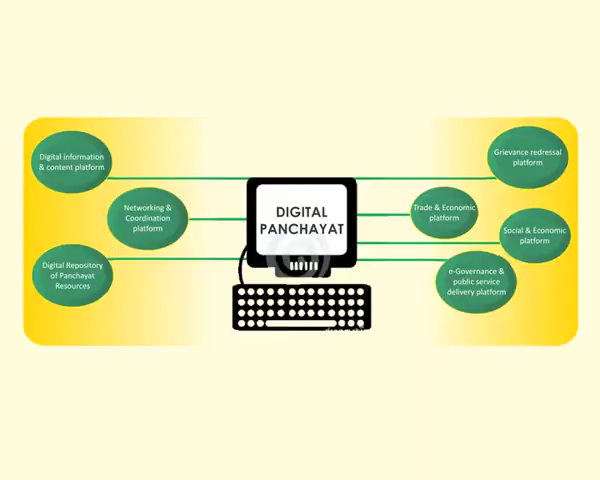 Digital information
& content platform
Networking &
Coordination
platform
Digital Repository
of Panchayat
Resources
DIGITAL
PANCHAYAT
Grievance redressal
platform
Trade & Economic
platform
Social & Economic
platform
e-Governance &
public service
delivery platform